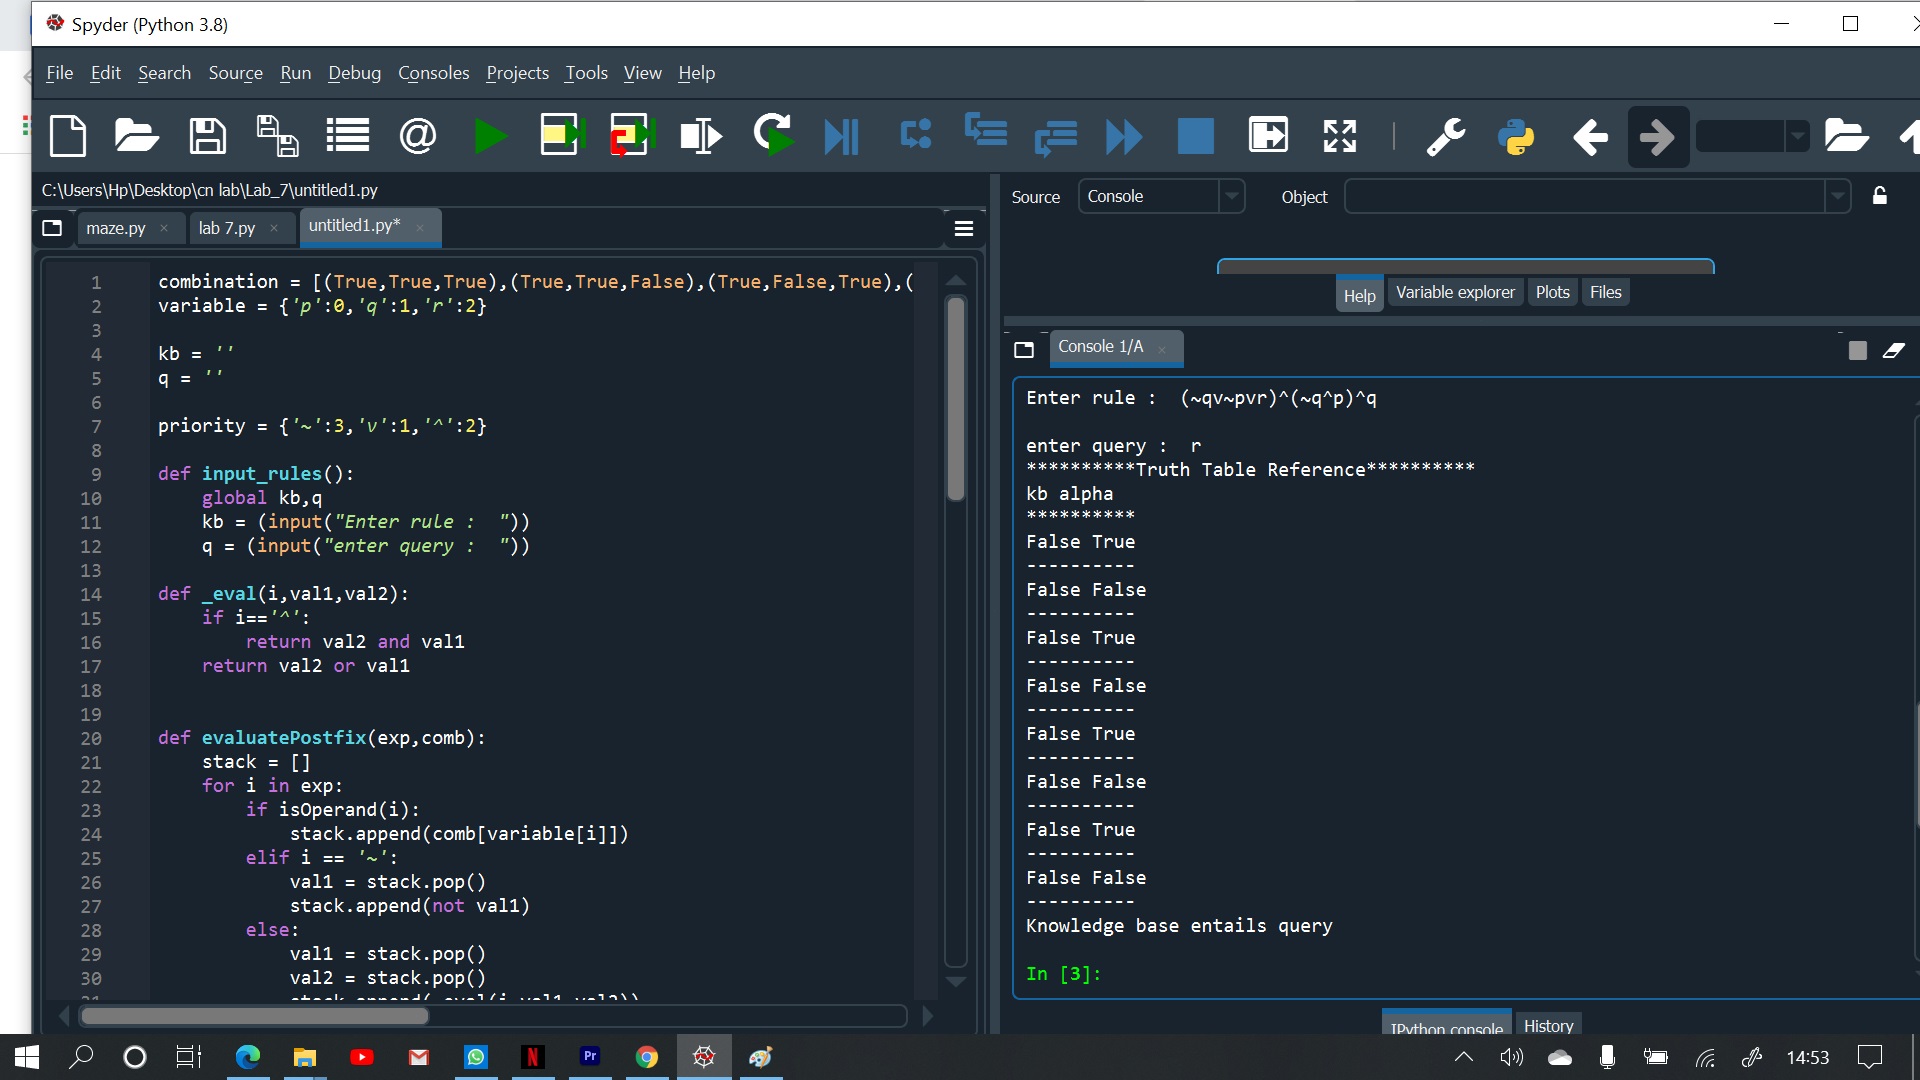 Spyder (Python 3.8)
File Edit Search Source Run Debug Consoles Projects Tools View Help
C:\Users\Hp\Desktop\cn lab\Lab_7\untitled1.py
maze.py lab 7.py untitled1.py*
1 combination = [(True,True,True),(True,True,False),(True,False,True),(
2 variable = {'p':0,'q':1,'r':2}
3
4 kb = ''
5 q = ''
6
7 priority = {'~':3,'v':1,'^':2}
8
9 def input_rules():
10     global kb,q
11     kb = (input("Enter rule :  "))
12     q = (input("enter query :  "))
13
14 def _eval(i,val1,val2):
15     if i=='^':
16         return val2 and val1
17     return val2 or val1
18
19
20 def evaluatePostfix(exp,comb):
21     stack = []
22     for i in exp:
23         if isOperand(i):
24             stack.append(comb[variable[i]])
25         elif i == '~':
26             val1 = stack.pop()
27             stack.append(not val1)
28         else:
29             val1 = stack.pop()
30             val2 = stack.pop()
31             stack.append(_eval(i,val1,val2))
Source Console Object
Help Variable explorer Plots Files
Console 1/A
Enter rule :  (~qv~pvr)^(~q^p)^q
enter query :  r
**********Truth Table Reference**********
kb alpha
**********
False True
----------
False False
----------
False True
----------
False False
----------
False True
----------
False False
----------
False True
----------
False False
----------
Knowledge base entails query
In [3]:
IPython console History
Pr
14:53